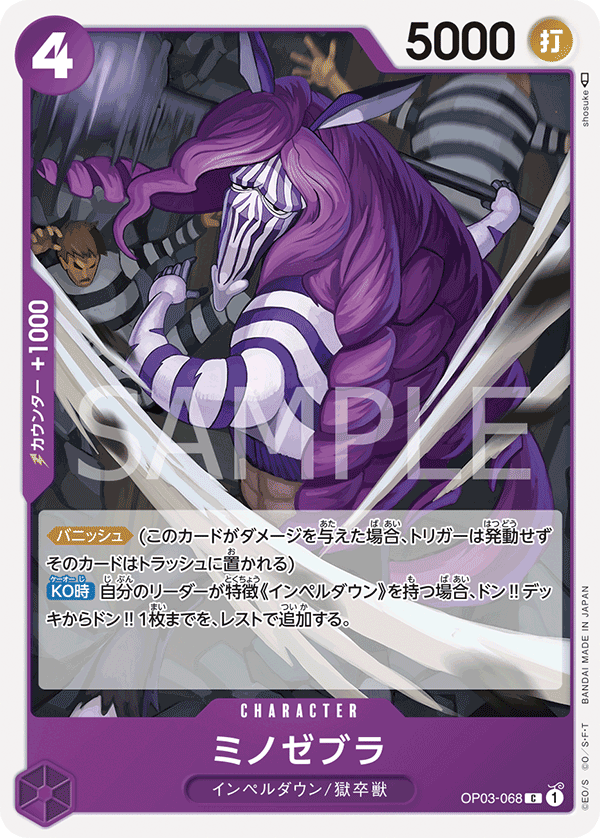 4
5000
打
shosuke
カウンター +1000
SAMPLE
バニッシュ (このカードがダメージを与えた場合、トリガーは発動せず
そのカードはトラッシュに置かれる)
KO時 自分のリーダーが特徴《インペルダウン》を持つ場合、ドン!!デッ
キからドン!!1枚までを、レストで追加する。
CHARACTER
ミノゼブラ
インペルダウン/獄卒獣
OP03-068 C 1
©EO/S ©O/S・F・T BANDAI MADE IN JAPAN